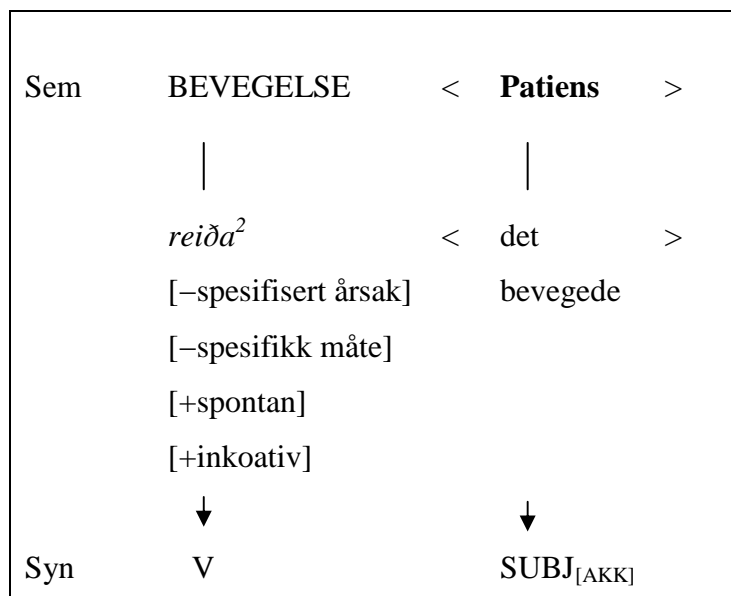 Sem BEVEGELSE < Patiens >
reiða² < det >
[−spesifisert årsak] bevegede
[−spesifikk måte]
[+spontan]
[+inkoativ]
Syn V SUBJ[AKK]